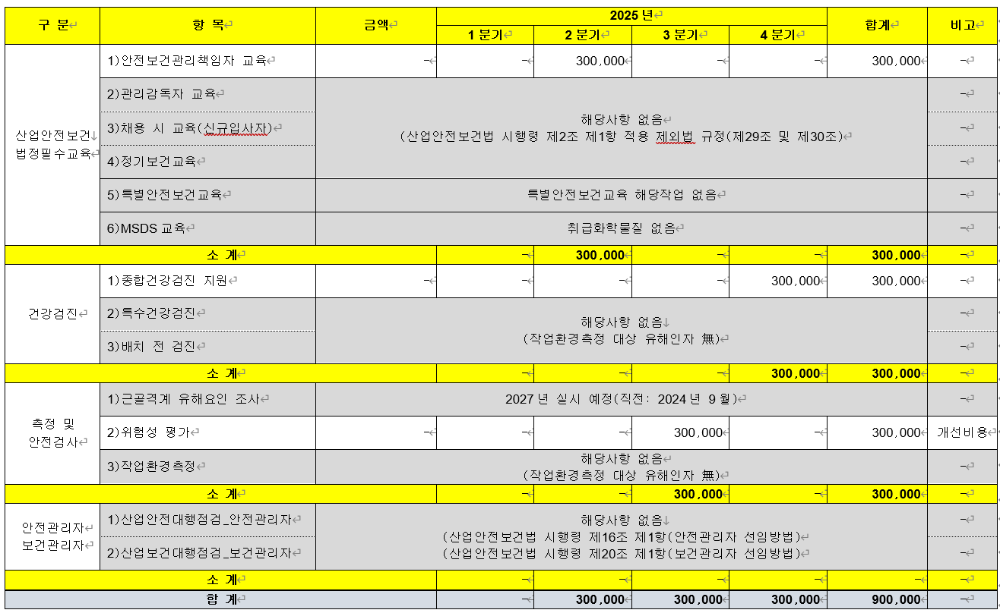 구 분 항 목 금액 2025년 합계 비고
1분기 2분기 3분기 4분기
산업안전보건
법정필수교육
1)안전보건관리책임자 교육 - - 300,000 - - 300,000 -
2)관리감독자 교육 -
3)채용 시 교육(신규입사자) -
4)정기보건교육 -
해당사항 없음
(산업안전보건법 시행령 제2조 제1항 적용 제외법 규정(제29조 및 제30조)
5)특별안전보건교육 특별안전보건교육 해당작업 없음 -
6)MSDS교육 취급화학물질 없음 -
소 계 - 300,000 - - 300,000 -
건강검진
1)종합건강검진 지원 - - - - 300,000 300,000 -
2)특수건강검진 -
3)배치 전 검진 -
해당사항 없음
(작업환경측정 대상 유해인자 無)
소 계 - - - 300,000 300,000 -
측정 및
안전검사
1)근골격계 유해요인 조사 2027년 실시 예정(직전: 2024년 9월) -
2)위험성 평가 - - - 300,000 - 300,000 개선비용
3)작업환경측정 -
해당사항 없음
(작업환경측정 대상 유해인자 無)
소 계 - - 300,000 - 300,000 -
안전관리자
보건관리자
1)산업안전대행점검_안전관리자 -
2)산업보건대행점검_보건관리자 -
해당사항 없음
(산업안전보건법 시행령 제16조 제1항(안전관리자 선임방법)
(산업안전보건법 시행령 제20조 제1항(보건관리자 선임방법)
소 계 - - - - - -
합 계 - 300,000 300,000 300,000 900,000 -